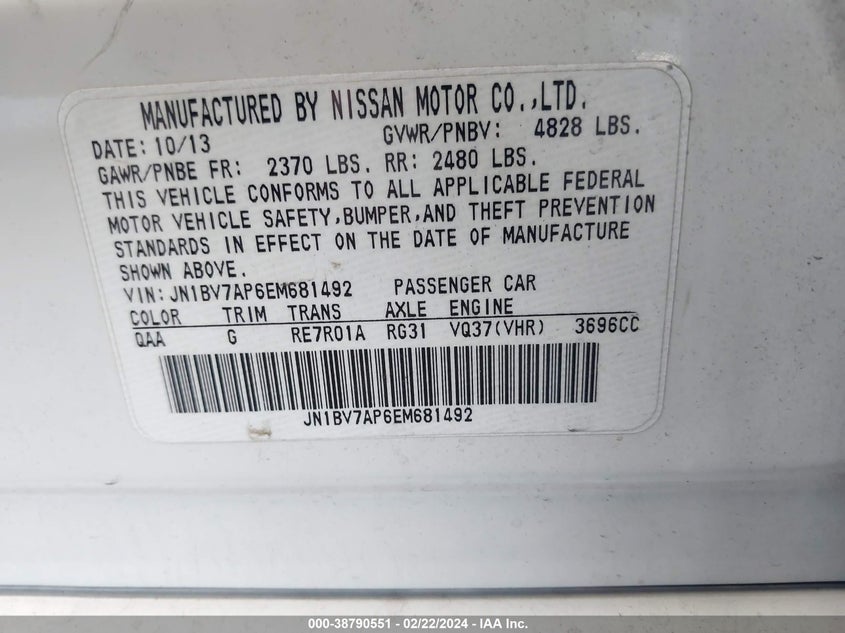 MANUFACTURED BY NISSAN MOTOR CO.,LTD.
DATE: 10/13 GVWR/PNBV: 4828 LBS.
GAWR/PNBE FR: 2370 LBS. RR: 2480 LBS.
THIS VEHICLE CONFORMS TO ALL APPLICABLE FEDERAL
MOTOR VEHICLE SAFETY,BUMPER,AND THEFT PREVENTION
STANDARDS IN EFFECT ON THE DATE OF MANUFACTURE
SHOWN ABOVE.
VIN: JN1BV7AP6EM681492 PASSENGER CAR
COLOR TRIM TRANS AXLE ENGINE
QAA G RE7R01A RG31 VQ37(VHR) 3696CC
JN1BV7AP6EM681492
000-38790551 - 02/22/2024 - IAA Inc.